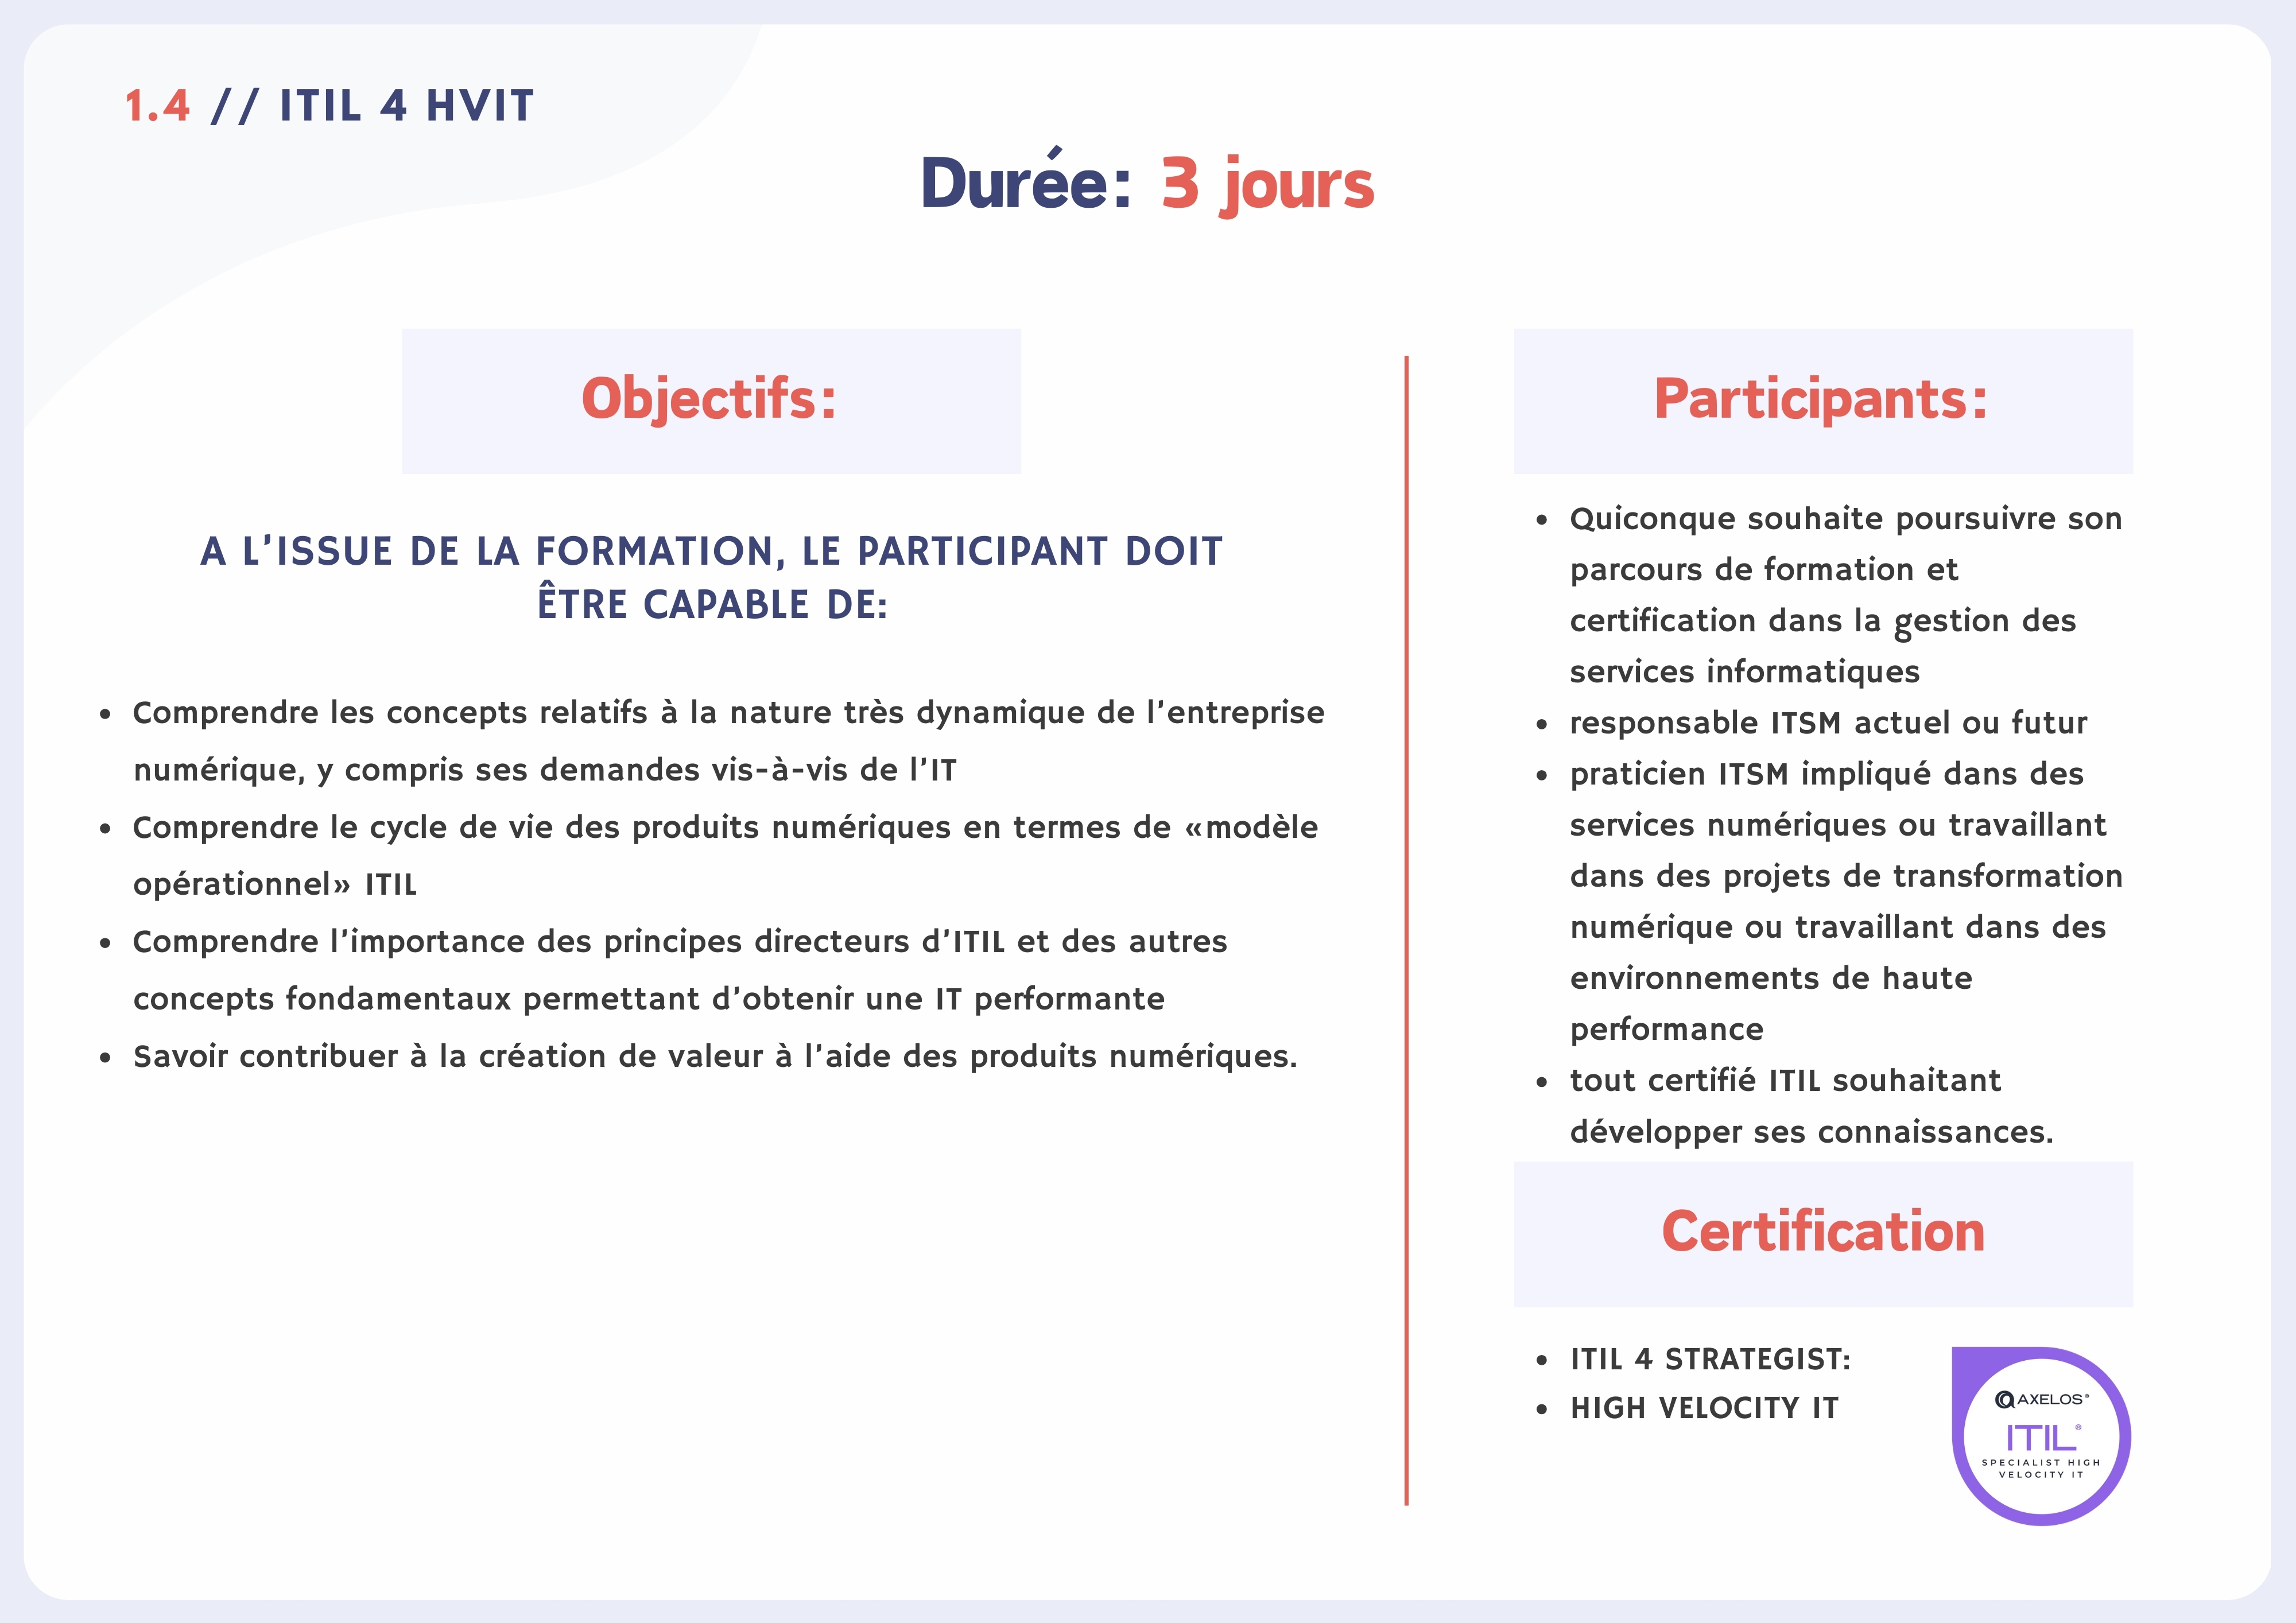 1.4 // ITIL 4 HVIT
Durée: 3 jours
Objectifs:
A L'ISSUE DE LA FORMATION, LE PARTICIPANT DOIT
ÊTRE CAPABLE DE:
• Comprendre les concepts relatifs à la nature très dynamique de l'entreprise
numérique, y compris ses demandes vis-à-vis de l'IT
• Comprendre le cycle de vie des produits numériques en termes de «modèle
opérationnel» ITIL
• Comprendre l'importance des principes directeurs d'ITIL et des autres
concepts fondamentaux permettant d'obtenir une IT performante
• Savoir contribuer à la création de valeur à l'aide des produits numériques.
Participants:
• Quiconque souhaite poursuivre son
parcours de formation et
certification dans la gestion des
services informatiques
• responsable ITSM actuel ou futur
• praticien ITSM impliqué dans des
services numériques ou travaillant
dans des projets de transformation
numérique ou travaillant dans des
environnements de haute
performance
• tout certifié ITIL souhaitant
développer ses connaissances.
Certification
• ITIL 4 STRATEGIST:
• HIGH VELOCITY IT
AXELOS®
ITIL®
SPECIALIST HIGH
VELOCITY IT